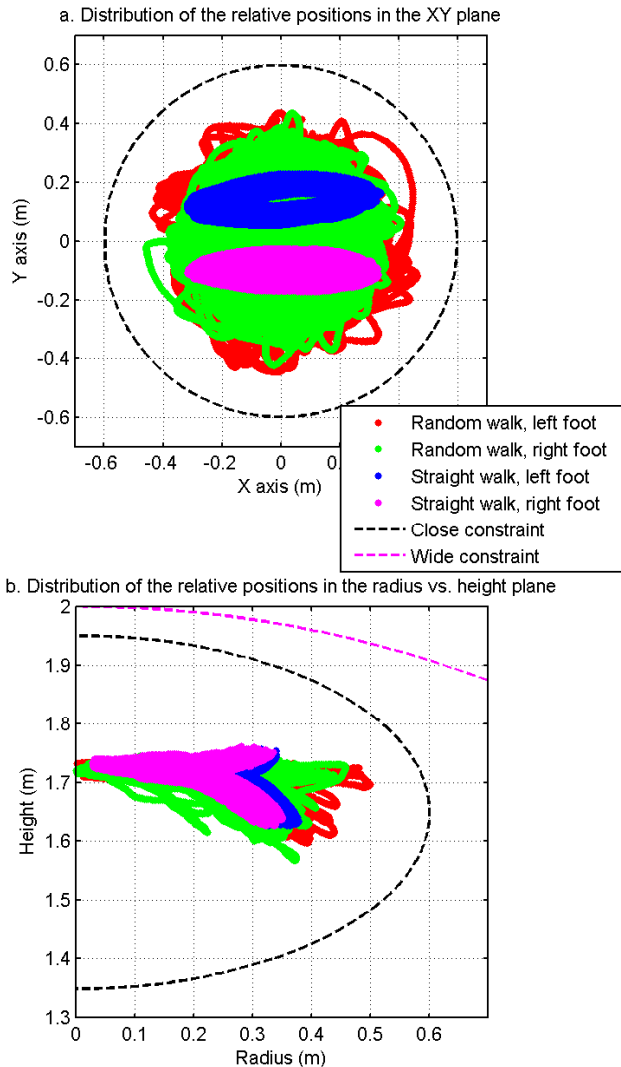 a. Distribution of the relative positions in the XY plane
0.6
0.4
0.2
0
-0.2
-0.4
-0.6
Y axis (m)
-0.6 -0.4 -0.2 0 0.2
X axis (m)
Random walk, left foot
Random walk, right foot
Straight walk, left foot
Straight walk, right foot
Close constraint
Wide constraint
b. Distribution of the relative positions in the radius vs. height plane
2
1.9
1.8
1.7
1.6
1.5
1.4
1.3
Height (m)
0 0.1 0.2 0.3 0.4 0.5 0.6
Radius (m)